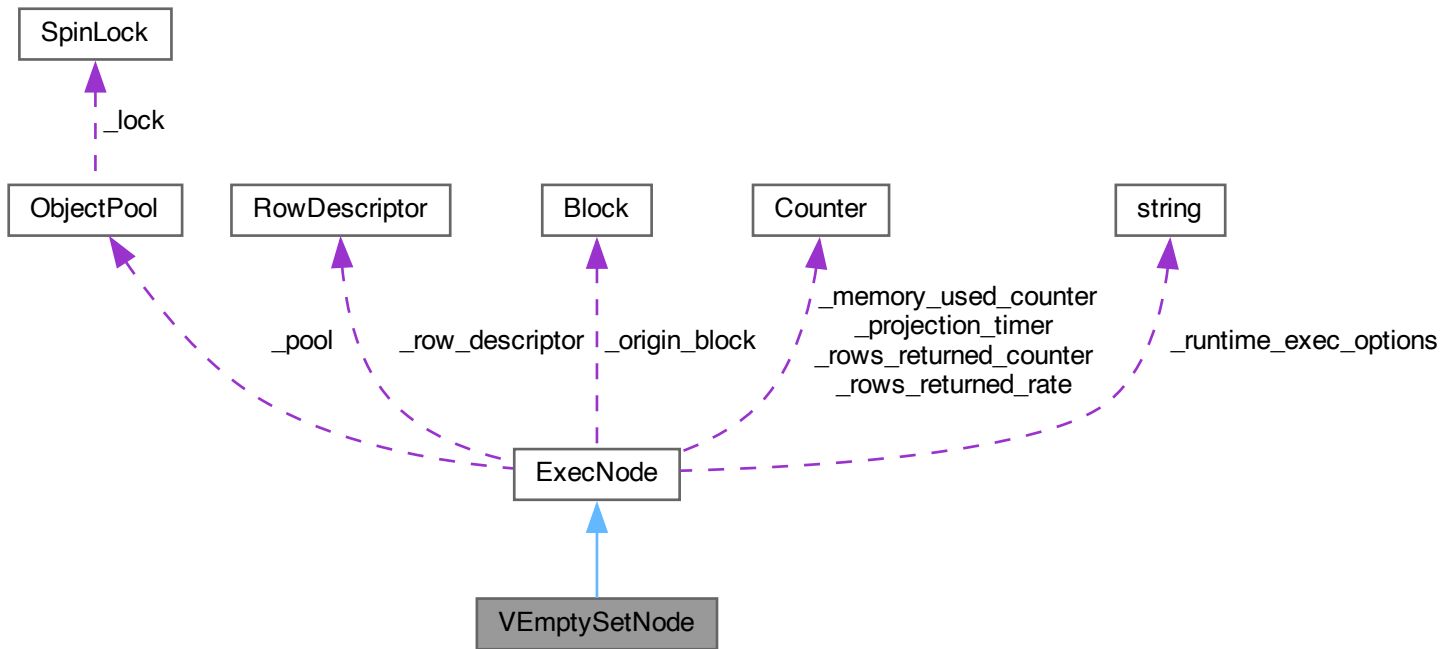 SpinLock
_lock
ObjectPool
RowDescriptor
Block
Counter
string
_pool
_row_descriptor
_origin_block
_memory_used_counter
_projection_timer
_rows_returned_counter
_rows_returned_rate
_runtime_exec_options
ExecNode
VEmptySetNode